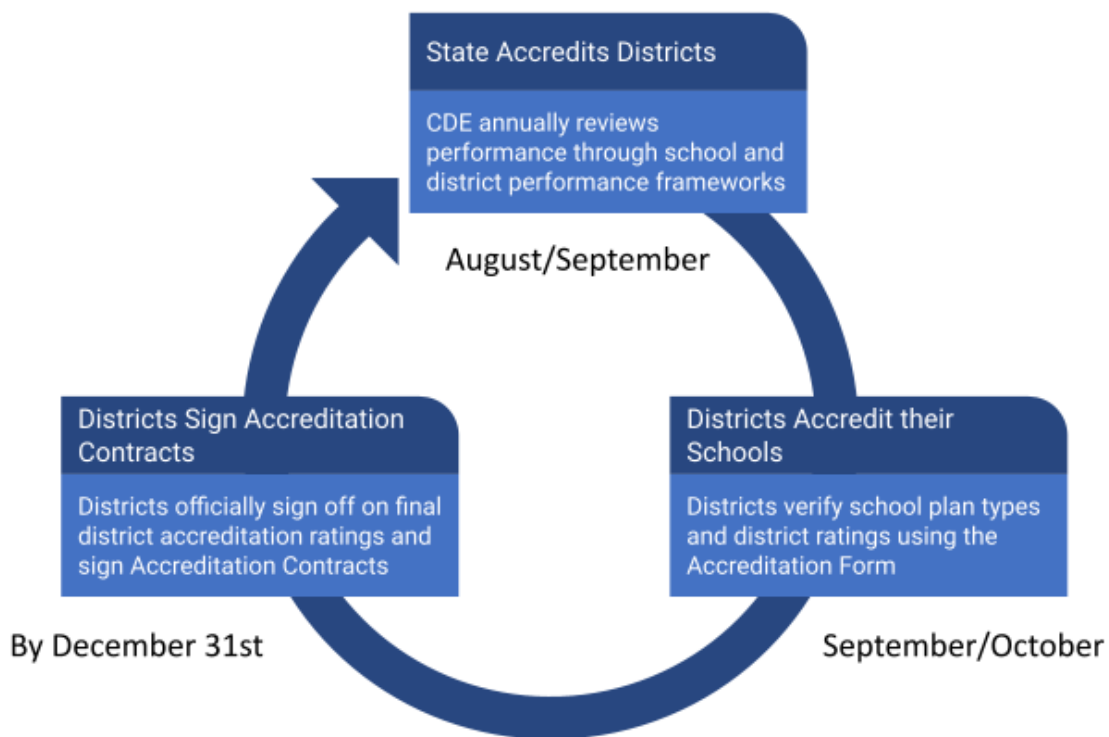 State Accredits Districts
CDE annually reviews
performance through school and
district performance frameworks
August/September
Districts Accredit their
Schools
Districts verify school plan types
and district ratings using the
Accreditation Form
September/October
Districts Sign Accreditation
Contracts
Districts officially sign off on final
district accreditation ratings and
sign Accreditation Contracts
By December 31st